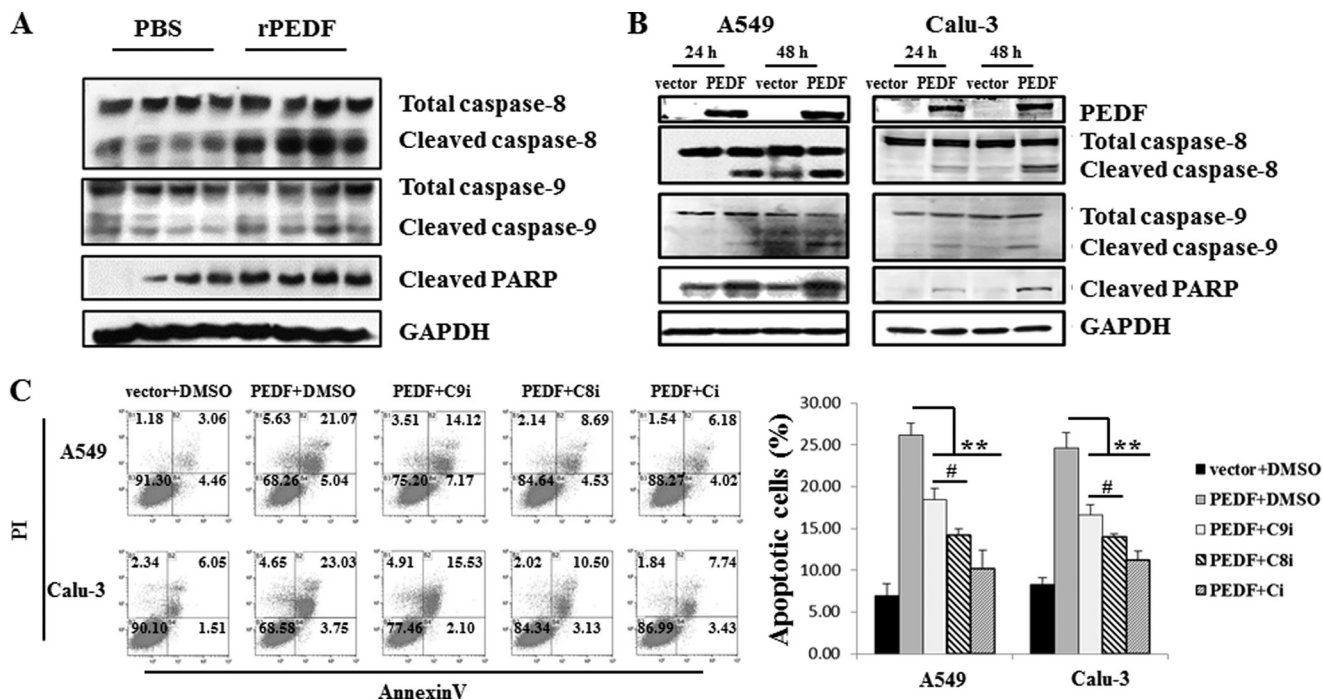 A
PBS rPEDF
Total caspase-8
Cleaved caspase-8
Total caspase-9
Cleaved caspase-9
Cleaved PARP
GAPDH
B
A549 Calu-3
24 h 48 h 24 h 48 h
vector PEDF vector PEDF vector PEDF vector PEDF
PEDF
Total caspase-8
Cleaved caspase-8
Total caspase-9
Cleaved caspase-9
Cleaved PARP
GAPDH
C
vector+DMSO PEDF+DMSO PEDF+C9i PEDF+C8i PEDF+Ci
PI
A549
1.18 3.06 5.63 21.07 3.51 14.12 2.14 8.69 1.54 6.18
91.30 4.46 68.26 5.04 75.20 7.17 84.64 4.53 88.27 4.02
Calu-3
2.34 6.05 4.65 23.03 4.91 15.53 2.02 10.50 1.84 7.74
90.10 1.51 68.58 3.75 77.46 2.10 84.34 3.13 86.99 3.43
AnnexinV
Apoptotic cells (%)
30.00
25.00
20.00
15.00
10.00
5.00
0.00
** **
# #
A549 Calu-3
vector+DMSO
PEDF+DMSO
PEDF+C9i
PEDF+C8i
PEDF+Ci